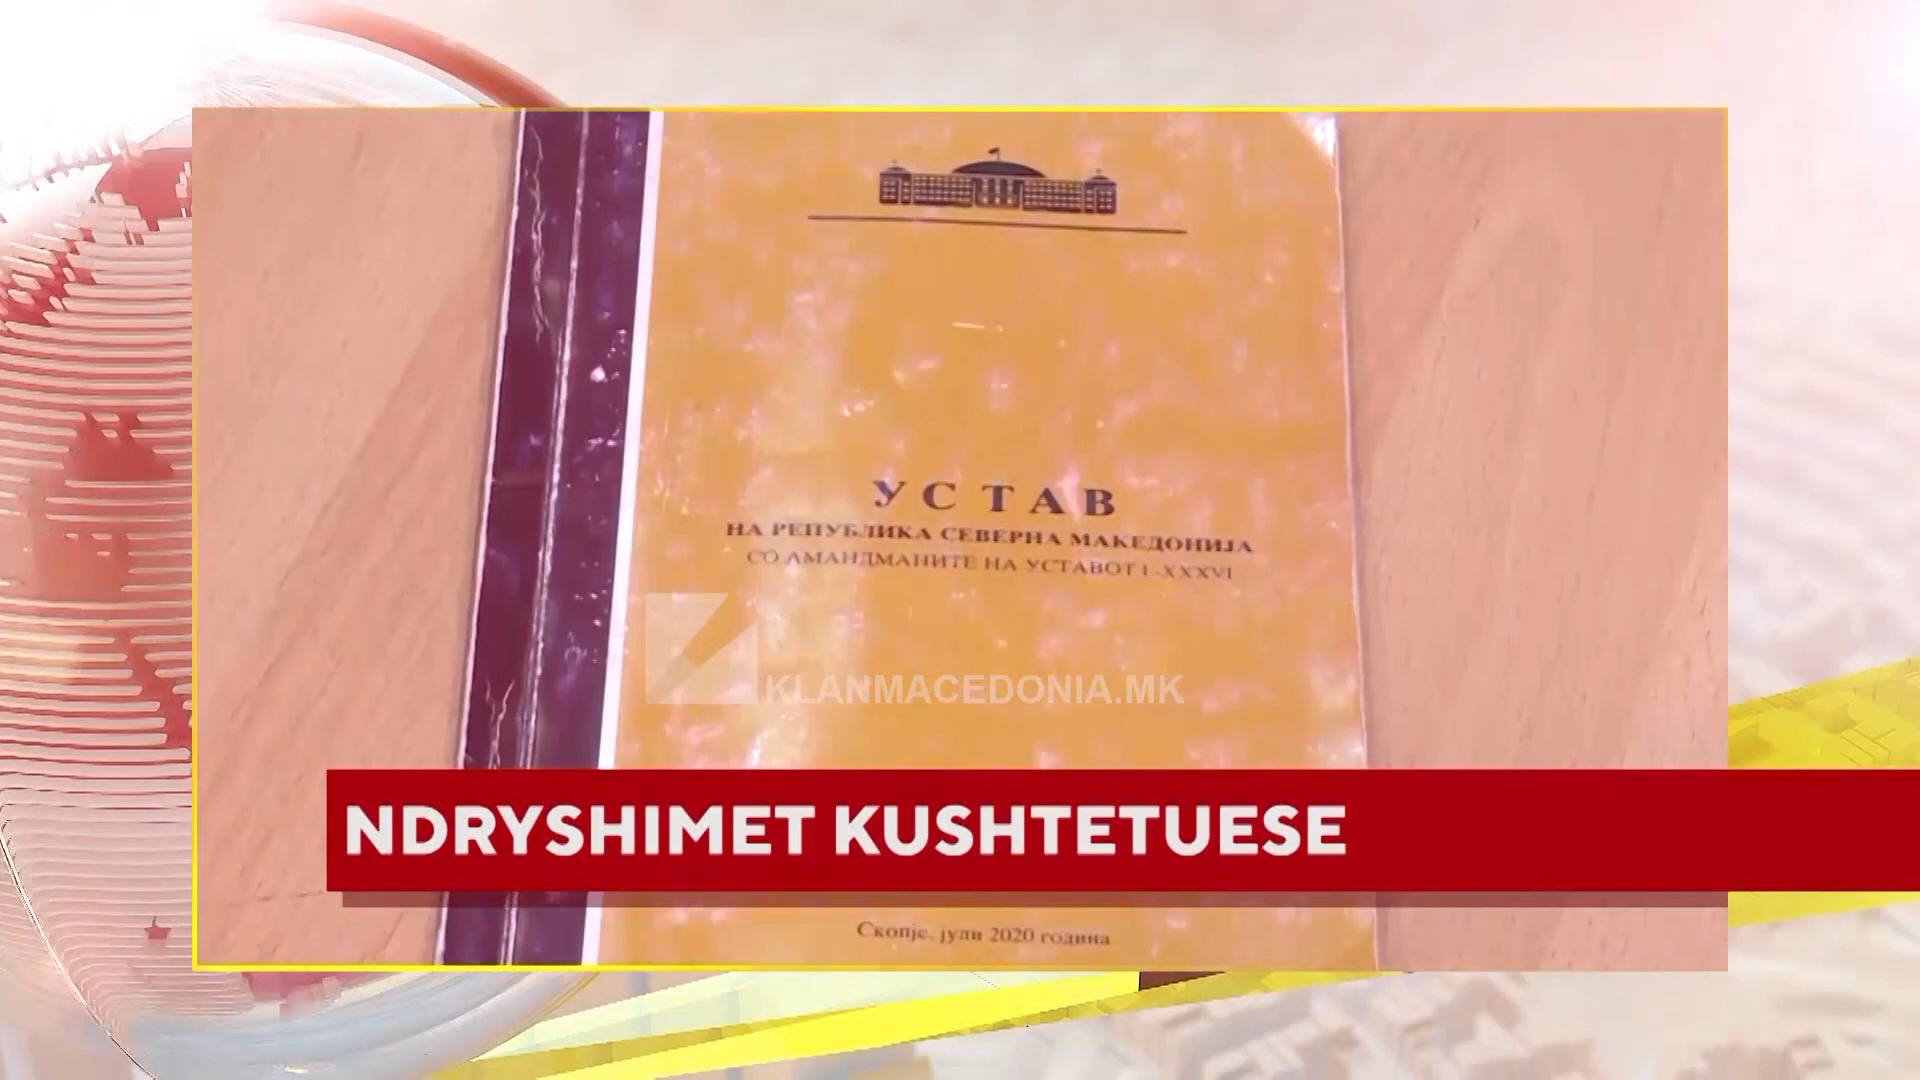 УСТАВ
НА РЕПУБЛИКА СЕВЕРНА МАКЕДОНИЈА
СО АМАНДМАНИТЕ НА УСТАВОТ I-XXXVI
KLANMACEDONIA.MK
NDRYSHIMET KUSHTETUESE
Скопје, јули 2020 година